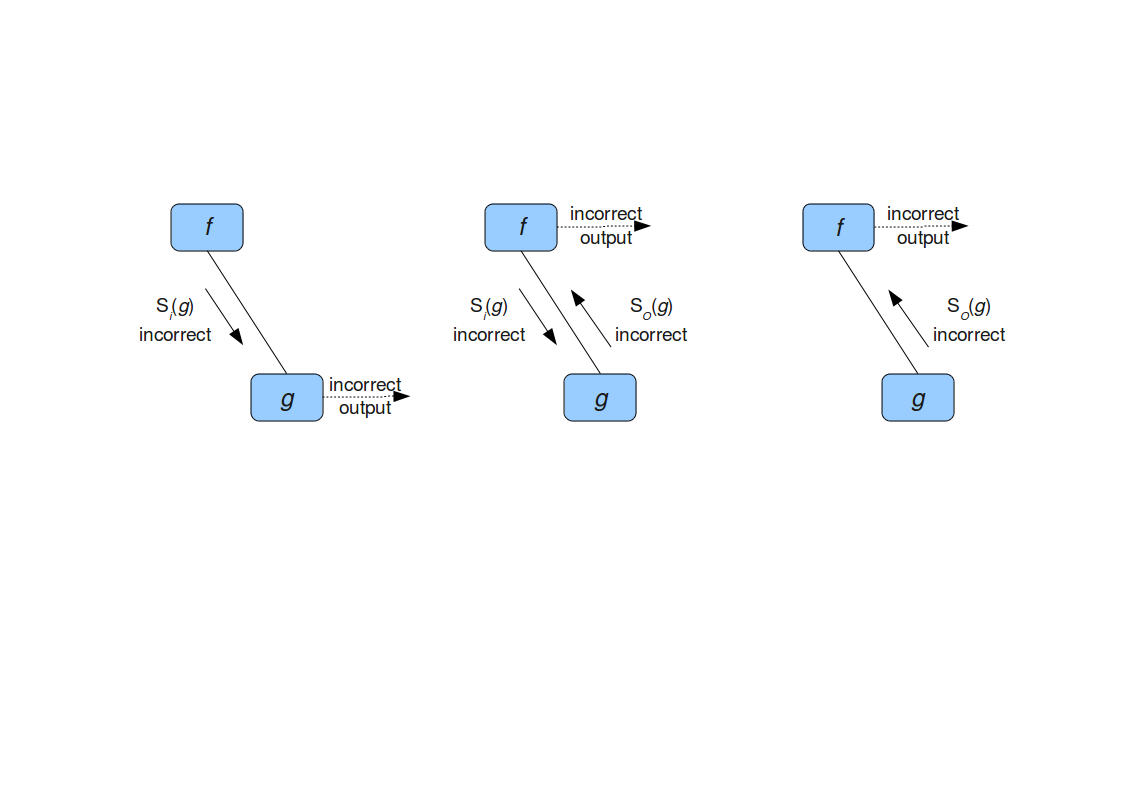 f
S_i(g)
incorrect
g
incorrect
output
f
incorrect
output
S_i(g)
incorrect
S_O(g)
incorrect
g
f
incorrect
output
S_O(g)
incorrect
g